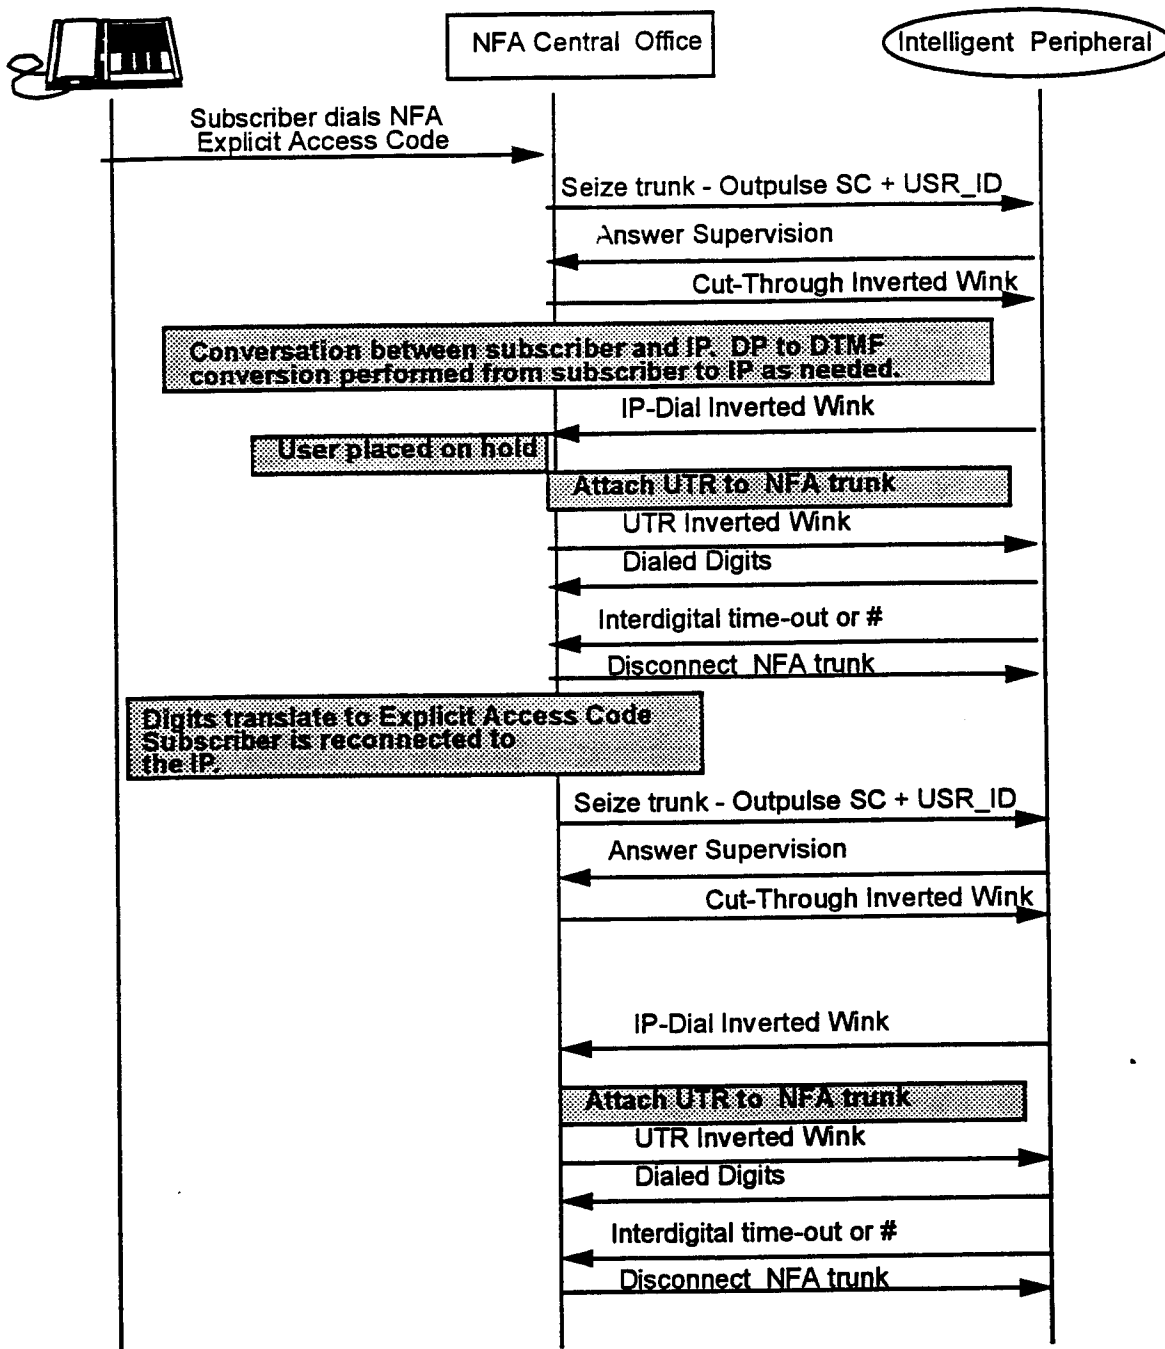 NFA Central Office
Intelligent Peripheral
Subscriber dials NFA
Explicit Access Code
Seize trunk - Outpulse SC + USR_ID
Answer Supervision
Cut-Through Inverted Wink
Conversation between subscriber and IP. DP to DTMF
conversion performed from subscriber to IP as needed.
IP-Dial Inverted Wink
User placed on hold
Attach UTR to NFA trunk
UTR Inverted Wink
Dialed Digits
Interdigital time-out or #
Disconnect NFA trunk
Digits translate to Explicit Access Code
Subscriber is reconnected to
the IP.
Seize trunk - Outpulse SC + USR_ID
Answer Supervision
Cut-Through Inverted Wink
IP-Dial Inverted Wink
Attach UTR to NFA trunk
UTR Inverted Wink
Dialed Digits
Interdigital time-out or #
Disconnect NFA trunk